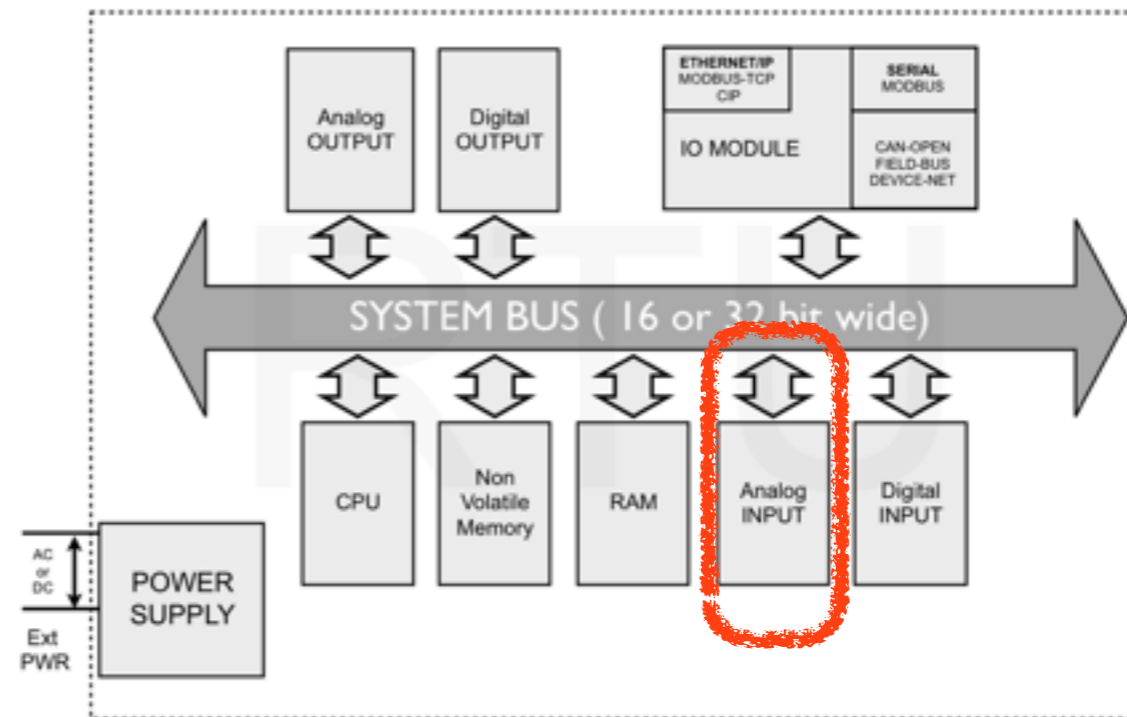 Analog
OUTPUT
Digital
OUTPUT
ETHERNET/IP
MODBUS-TCP
CIP
SERIAL
MODBUS
IO MODULE
CAN-OPEN
FIELD-BUS
DEVICE-NET
RTU
SYSTEM BUS ( 16 or 32 bit wide)
CPU
Non
Volatile
Memory
RAM
Analog
INPUT
Digital
INPUT
AC
or
DC
POWER
SUPPLY
Ext
PWR